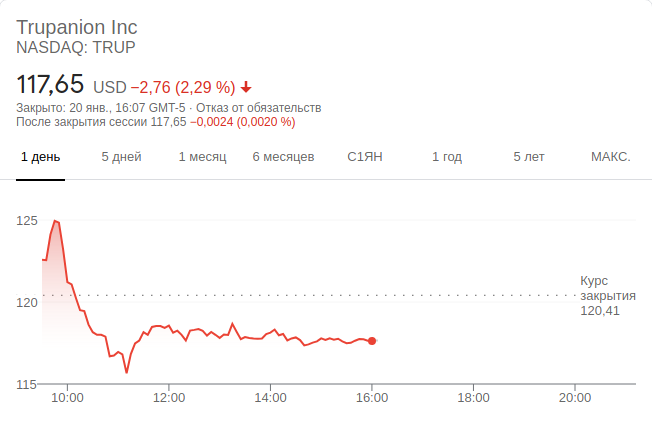 Trupanion Inc
NASDAQ: TRUP
117,65 USD −2,76 (2,29 %)
Закрыто: 20 янв., 16:07 GMT-5 · Отказ от обязательств
После закрытия сессии 117,65 −0,0024 (0,0020 %)
1 день 5 дней 1 месяц 6 месяцев С1ЯН 1 год 5 лет МАКС.
125
Курс
120 закрытия
120,41
115
10:00 12:00 14:00 16:00 18:00 20:00